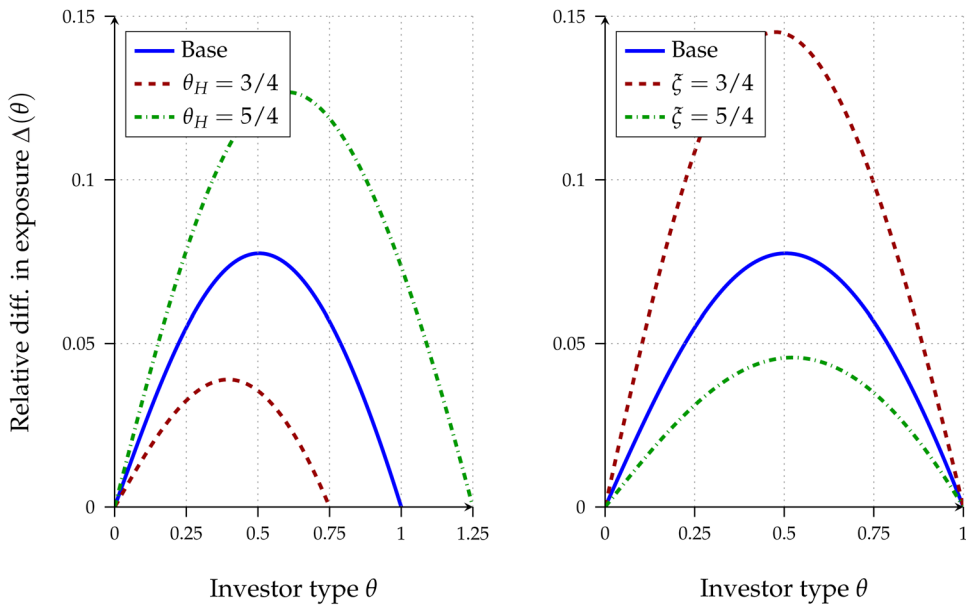 Relative diff. in exposure Δ(θ)
0.15
0.1
0.05
0
Base
θ_H = 3/4
θ_H = 5/4
0 0.25 0.5 0.75 1 1.25
Investor type θ
0.15
0.1
0.05
0
Base
ξ = 3/4
ξ = 5/4
0 0.25 0.5 0.75 1
Investor type θ